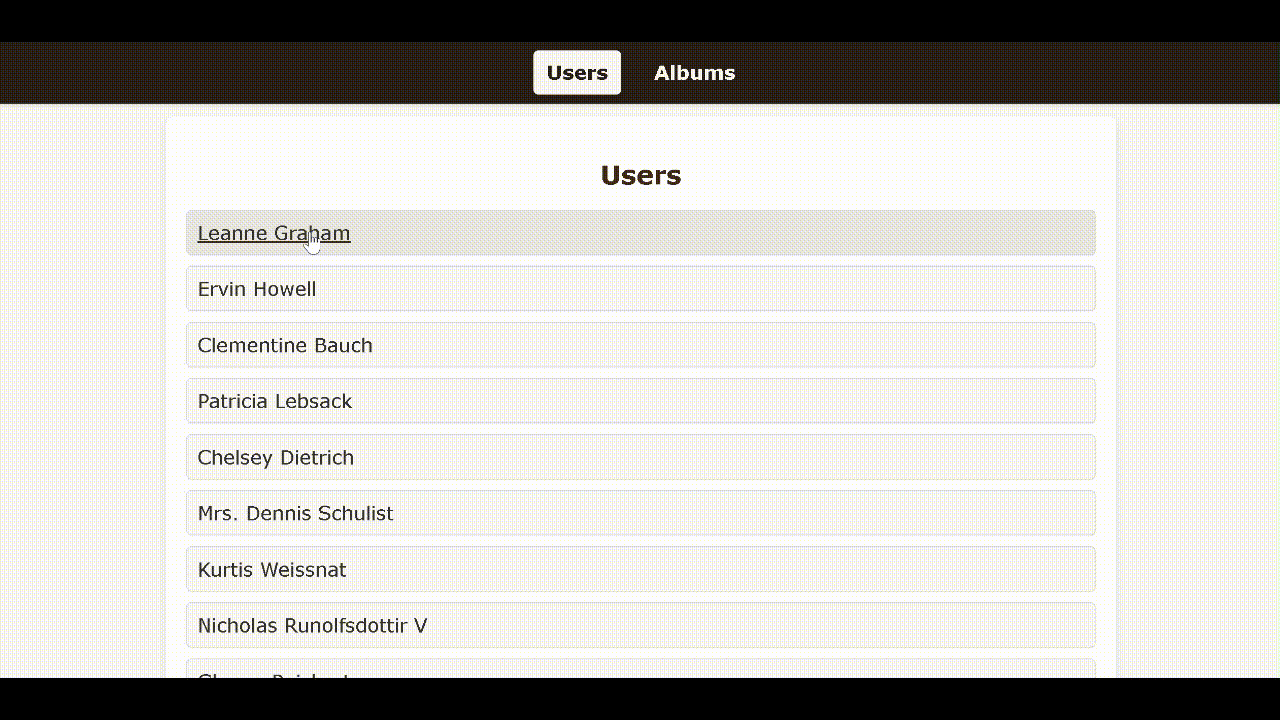 Users Albums
Users
Leanne Graham
Ervin Howell
Clementine Bauch
Patricia Lebsack
Chelsey Dietrich
Mrs. Dennis Schulist
Kurtis Weissnat
Nicholas Runolfsdottir V